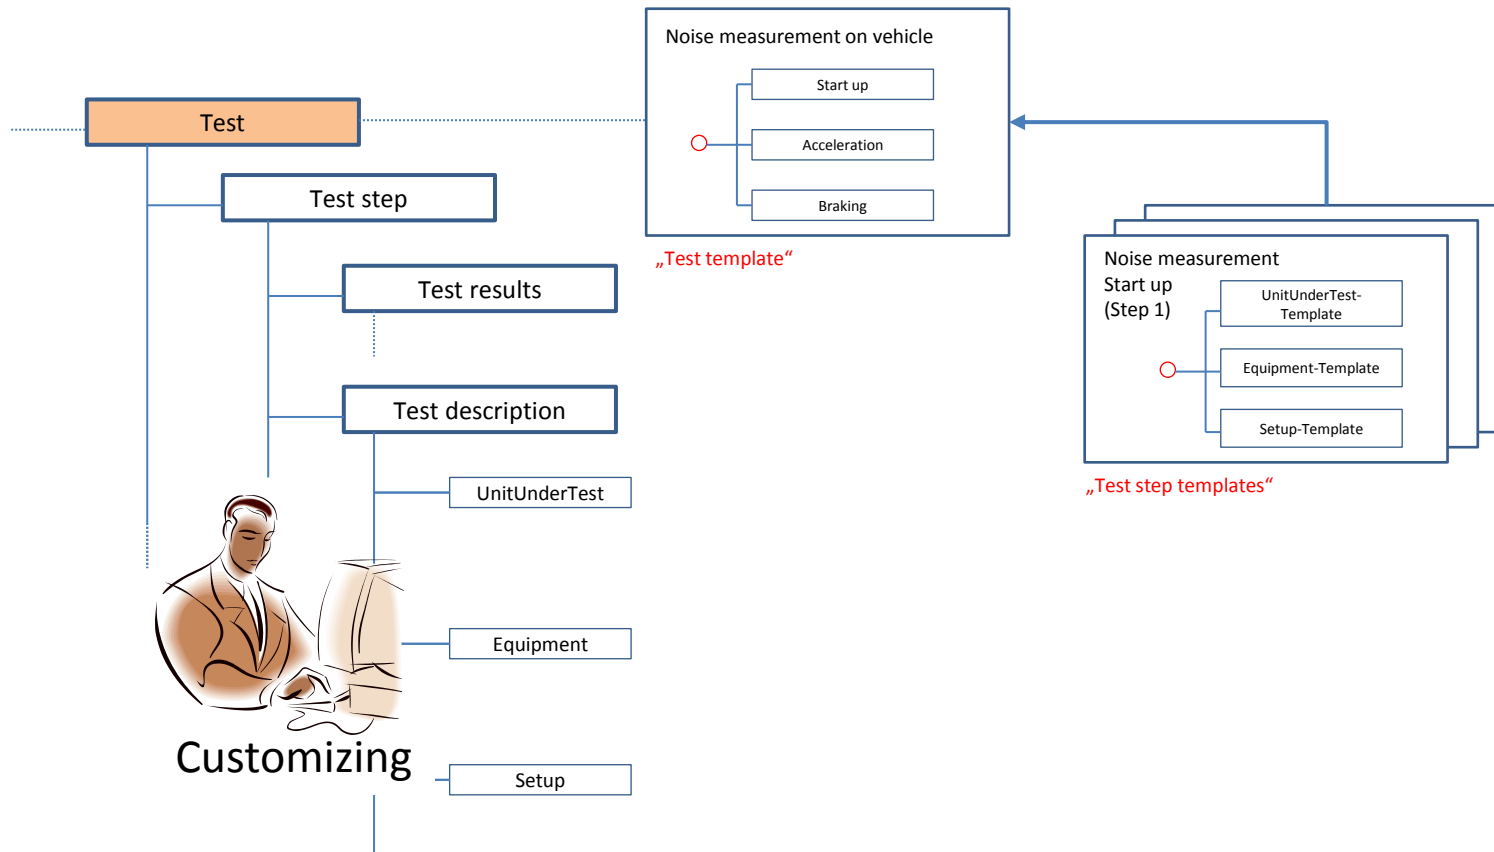 Test
Test step
Test results
Test description
UnitUnderTest
Equipment
Setup
Customizing
Noise measurement on vehicle
Start up
Acceleration
Braking
„Test template“
Noise measurement
Start up
(Step 1)
UnitUnderTest-
Template
Equipment-Template
Setup-Template
„Test step templates“